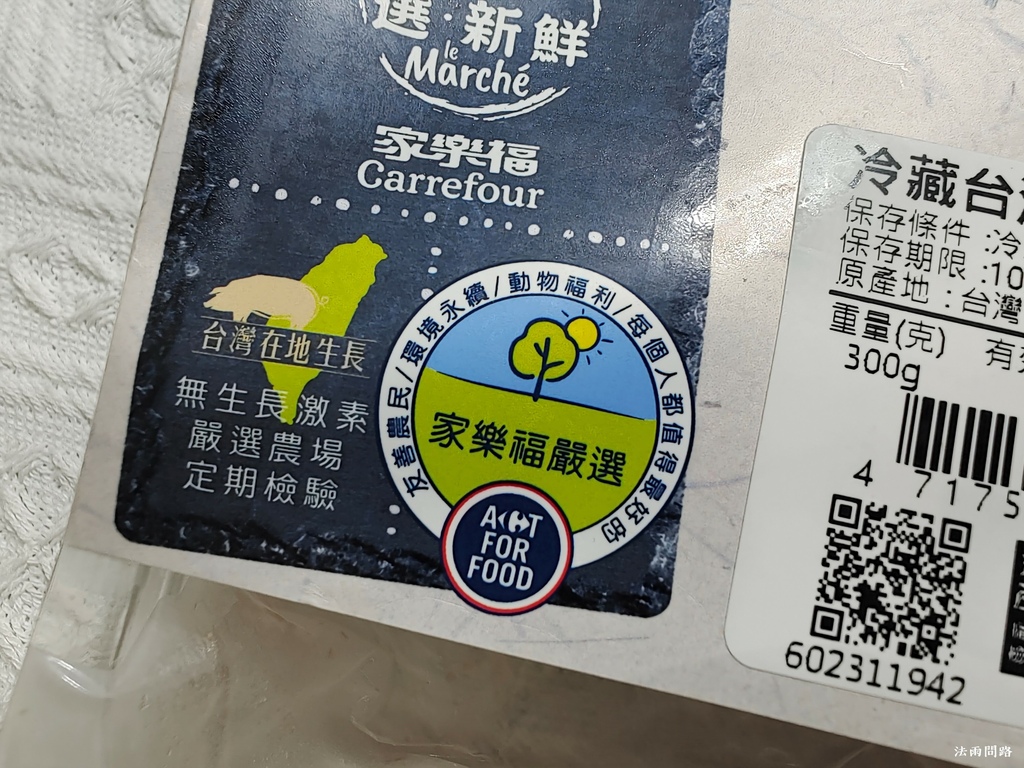 選·新鮮
le
Marché
家樂福
Carrefour
台灣在地生長
無生長激素
嚴選農場
定期檢驗
友善農民/環境永續/動物福利/每個人都值得最好的
家樂福嚴選
ACT
FOR
FOOD
冷藏台
保存條件:冷
保存期限:10
原產地:台灣
重量(克) 有
300g
4 7175
602311942
法雨問路